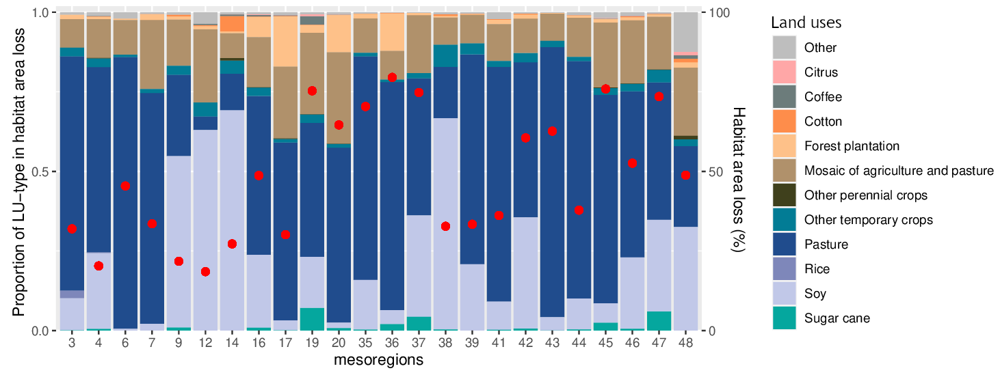 Proportion of LU−type in habitat area loss
1.0
0.5
0.0
3 4 6 7 9 12 14 16 17 19 20 35 36 37 38 39 41 42 43 44 45 46 47 48
mesoregions
100
50
0
Habitat area loss (%)
Land uses
Other
Citrus
Coffee
Cotton
Forest plantation
Mosaic of agriculture and pasture
Other perennial crops
Other temporary crops
Pasture
Rice
Soy
Sugar cane